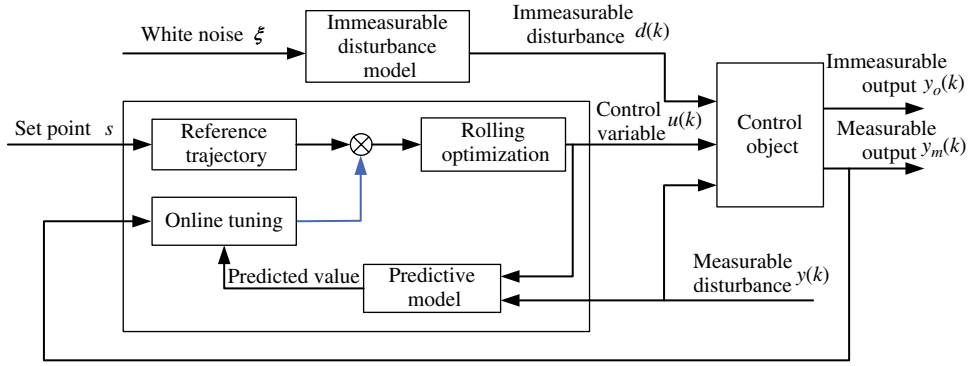 White noise ξ
Immeasurable
disturbance
model
Immeasurable
disturbance d(k)
Set point s
Reference
trajectory
Rolling
optimization
Control
variable u(k)
Control
object
Immeasurable
output y_o(k)
Measurable
output y_m(k)
Online tuning
Predicted value
Predictive
model
Measurable
disturbance y(k)